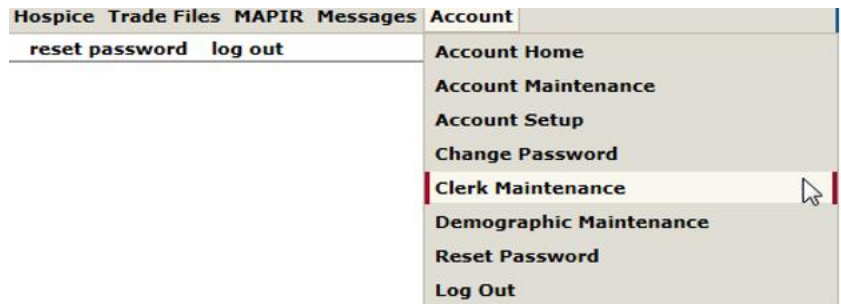 Hospice Trade Files MAPIR Messages Account
reset password log out
Account Home
Account Maintenance
Account Setup
Change Password
Clerk Maintenance
Demographic Maintenance
Reset Password
Log Out